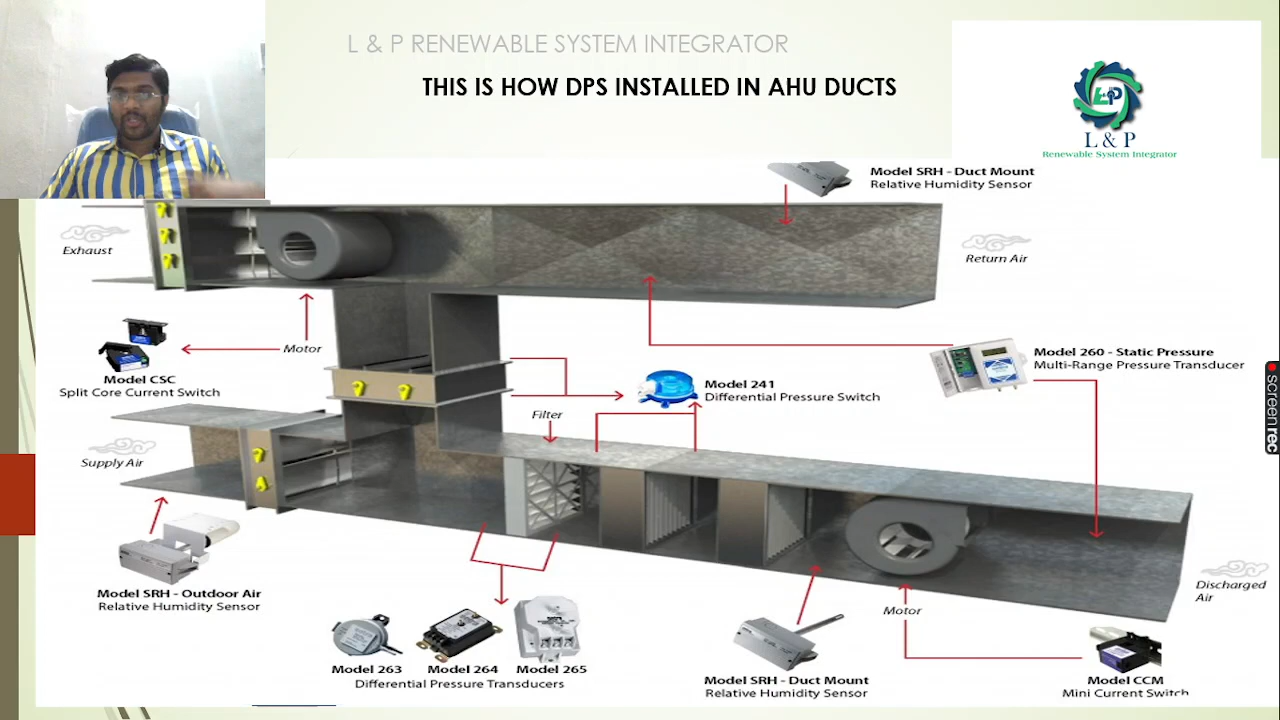 L & P RENEWABLE SYSTEM INTEGRATOR
THIS IS HOW DPS INSTALLED IN AHU DUCTS
L&P
L & P
Renewable System Integrator
Model SRH - Duct Mount
Relative Humidity Sensor
Exhaust
Return Air
Motor
Model CSC
Split Core Current Switch
Model 260 - Static Pressure
Multi-Range Pressure Transducer
Model 241
Differential Pressure Switch
Filter
Supply Air
Model SRH - Outdoor Air
Relative Humidity Sensor
Discharged
Air
Motor
Model 263 Model 264 Model 265
Differential Pressure Transducers
Model SRH - Duct Mount
Relative Humidity Sensor
Model CCM
Mini Current Switch
screenrec